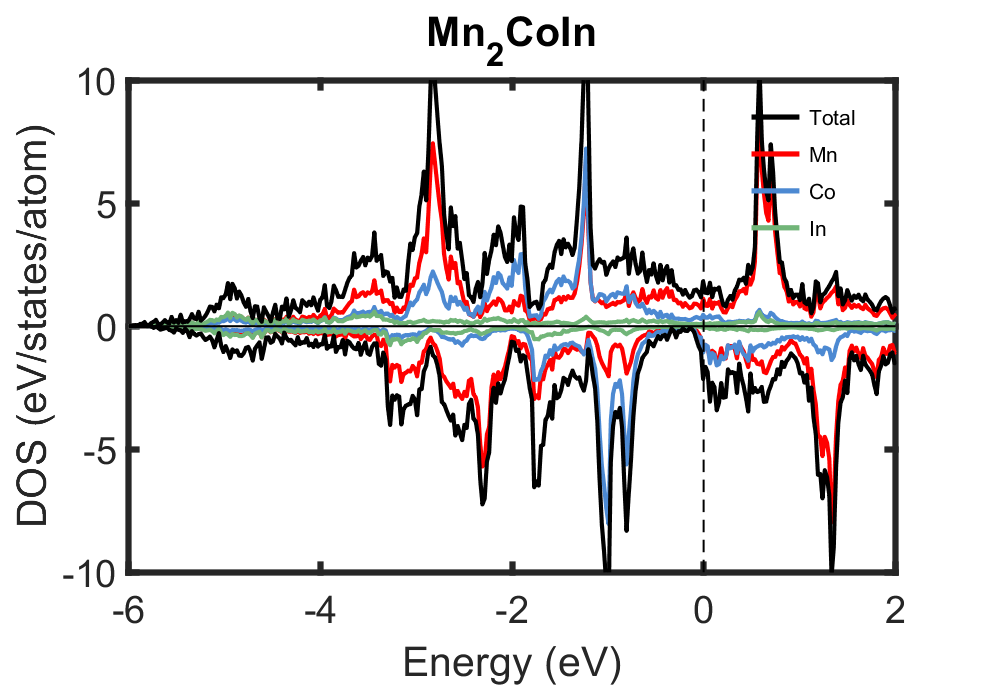 Mn2CoIn
10
5
0
-5
-10
DOS (eV/states/atom)
Total
Mn
Co
In
-6 -4 -2 0 2
Energy (eV)